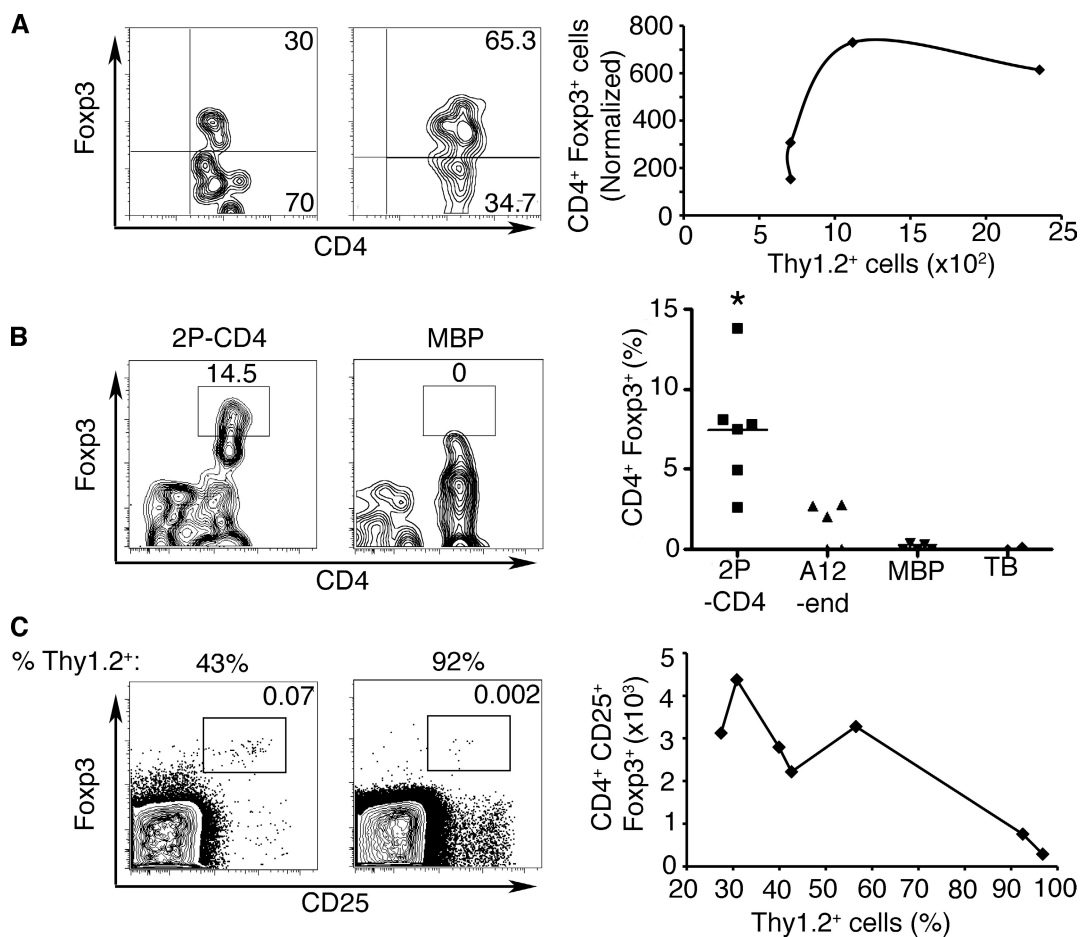 A
Foxp3
30
70
65.3
34.7
CD4
CD4⁺ Foxp3⁺ cells
(Normalized)
800
600
400
200
0
0 5 10 15 20 25
Thy1.2⁺ cells (x10²)
B
2P-CD4
MBP
Foxp3
14.5
0
CD4
CD4⁺ Foxp3⁺ (%)
15
10
5
0
*
2P
-CD4
A12
-end
MBP
TB
C
% Thy1.2⁺: 43% 92%
Foxp3
0.07
0.002
CD25
CD4⁺ CD25⁺
Foxp3⁺ (x10³)
5
4
3
2
1
0
20 30 40 50 60 70 80 90 100
Thy1.2⁺ cells (%)